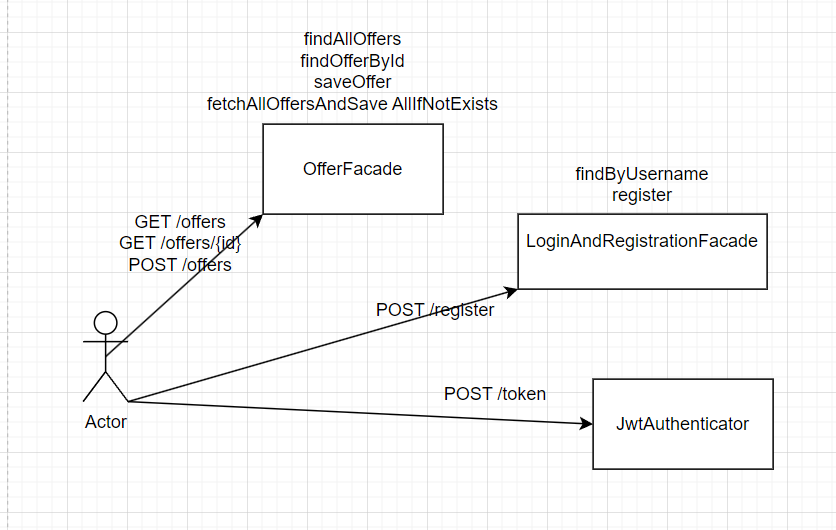 findAllOffers
findOfferById
saveOffer
fetchAllOffersAndSave AllIfNotExists
OfferFacade
findByUsername
register
LoginAndRegistrationFacade
GET /offers
GET /offers/{id}
POST /offers
POST /register
POST /token
JwtAuthenticator
Actor